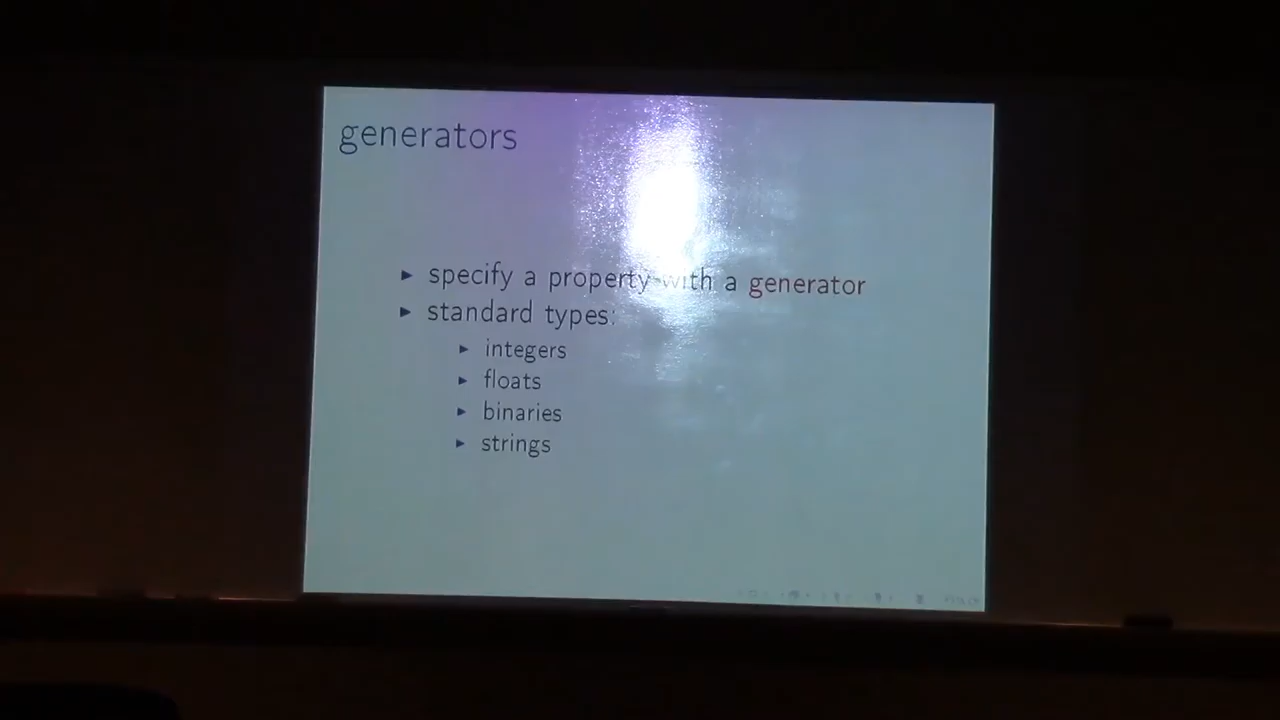 generators
specify a property with a generator
standard types:
integers
floats
binaries
strings